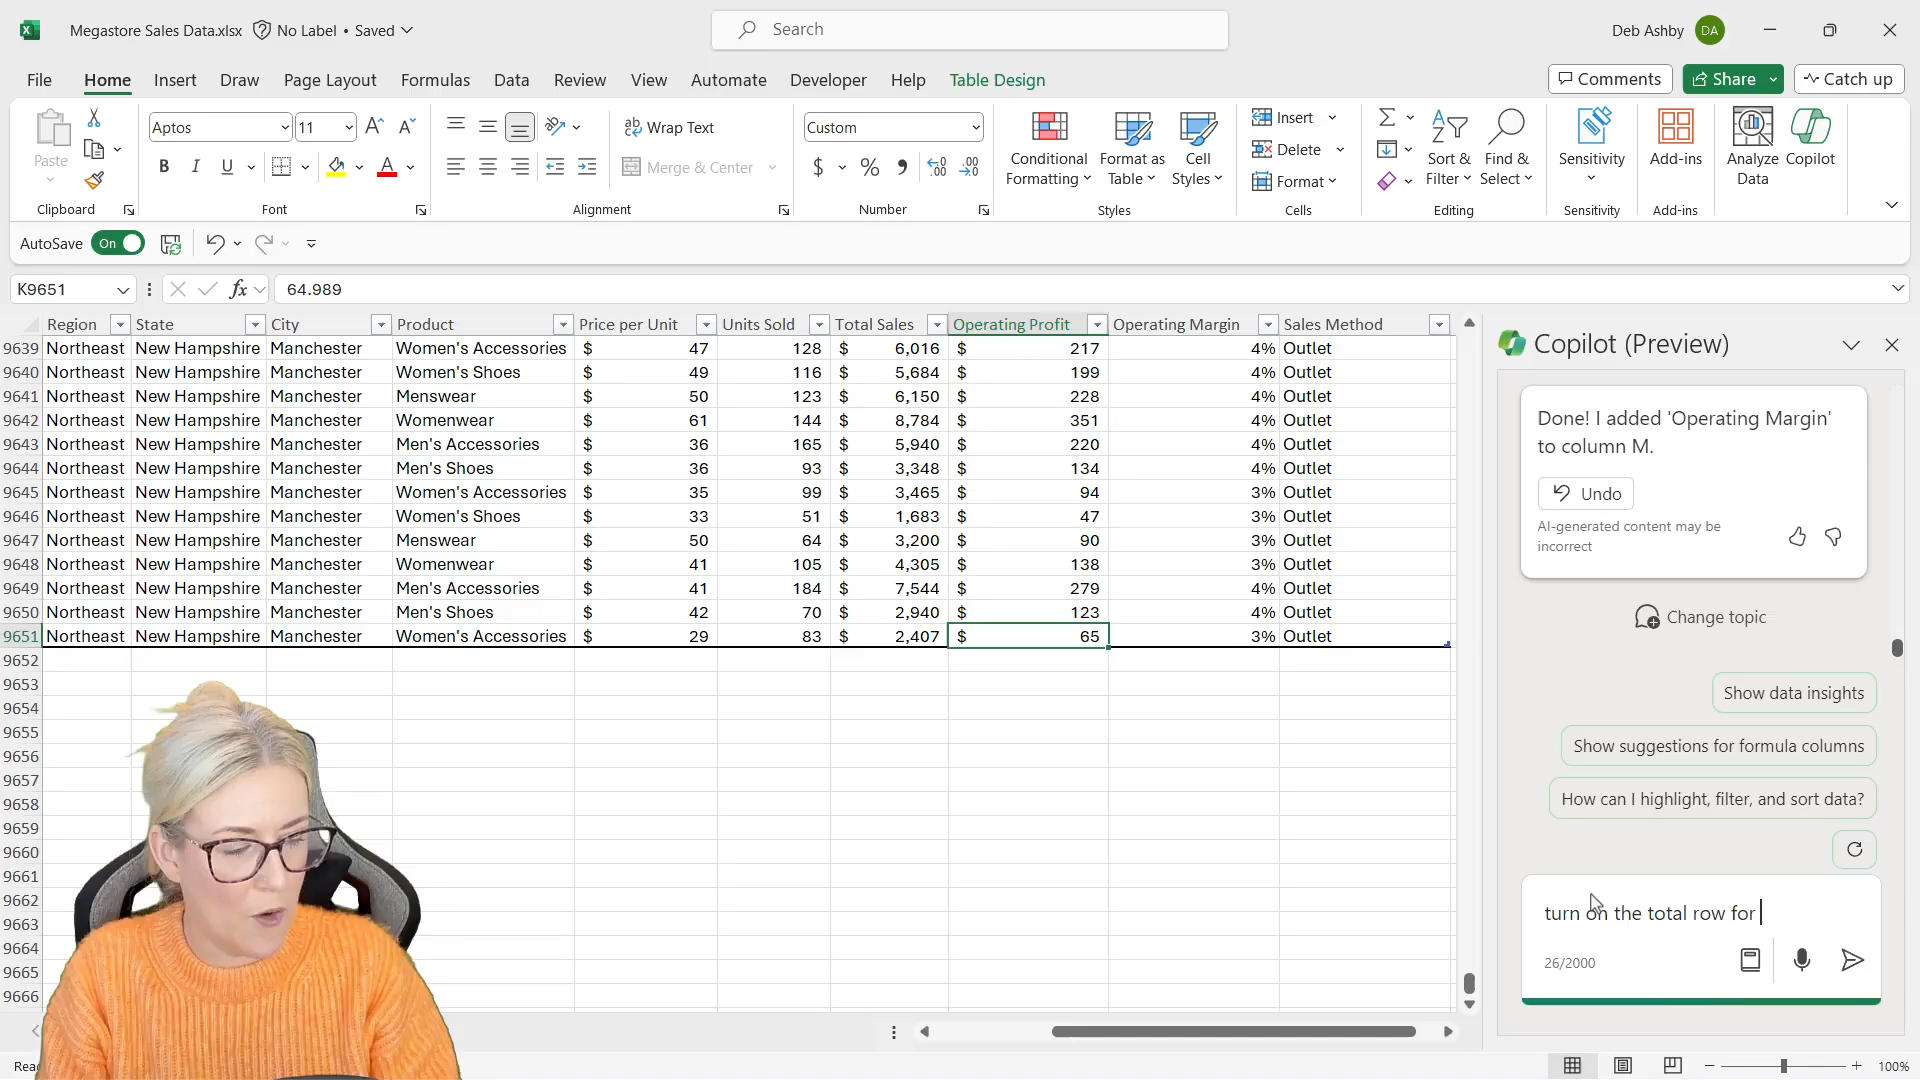 Megastore Sales Data.xlsx No Label • Saved
Search
Deb Ashby DA
File Home Insert Draw Page Layout Formulas Data Review View Automate Developer Help Table Design
Comments Share Catch up
Paste
Clipboard
Aptos 11
B I U A
Font
ab Wrap Text
Merge & Center
Alignment
Custom
$ % , .00
Number
Conditional Formatting
Format as Table
Cell Styles
Styles
Insert
Delete
Format
Cells
Sort & Filter
Find & Select
Editing
Sensitivity
Sensitivity
Add-ins
Add-ins
Analyze Data
Copilot
AutoSave On
K9651 fx 64.989
Region State City Product Price per Unit Units Sold Total Sales Operating Profit Operating Margin Sales Method
9639 Northeast New Hampshire Manchester Women's Accessories $ 47 128 $ 6,016 $ 217 4% Outlet
9640 Northeast New Hampshire Manchester Women's Shoes $ 49 116 $ 5,684 $ 199 4% Outlet
9641 Northeast New Hampshire Manchester Menswear $ 50 123 $ 6,150 $ 228 4% Outlet
9642 Northeast New Hampshire Manchester Womenwear $ 61 144 $ 8,784 $ 351 4% Outlet
9643 Northeast New Hampshire Manchester Men's Accessories $ 36 165 $ 5,940 $ 220 4% Outlet
9644 Northeast New Hampshire Manchester Men's Shoes $ 36 93 $ 3,348 $ 134 4% Outlet
9645 Northeast New Hampshire Manchester Women's Accessories $ 35 99 $ 3,465 $ 94 3% Outlet
9646 Northeast New Hampshire Manchester Women's Shoes $ 33 51 $ 1,683 $ 47 3% Outlet
9647 Northeast New Hampshire Manchester Menswear $ 50 64 $ 3,200 $ 90 3% Outlet
9648 Northeast New Hampshire Manchester Womenwear $ 41 105 $ 4,305 $ 138 3% Outlet
9649 Northeast New Hampshire Manchester Men's Accessories $ 41 184 $ 7,544 $ 279 4% Outlet
9650 Northeast New Hampshire Manchester Men's Shoes $ 42 70 $ 2,940 $ 123 4% Outlet
9651 Northeast New Hampshire Manchester Women's Accessories $ 29 83 $ 2,407 $ 65 3% Outlet
9652
9653
9654
9655
9656
9657
9658
9659
9660
9661
9662
9663
9664
9665
9666
Copilot (Preview)
Done! I added 'Operating Margin'
to column M.
Undo
AI-generated content may be
incorrect
Change topic
Show data insights
Show suggestions for formula columns
How can I highlight, filter, and sort data?
turn on the total row for
26/2000
100%